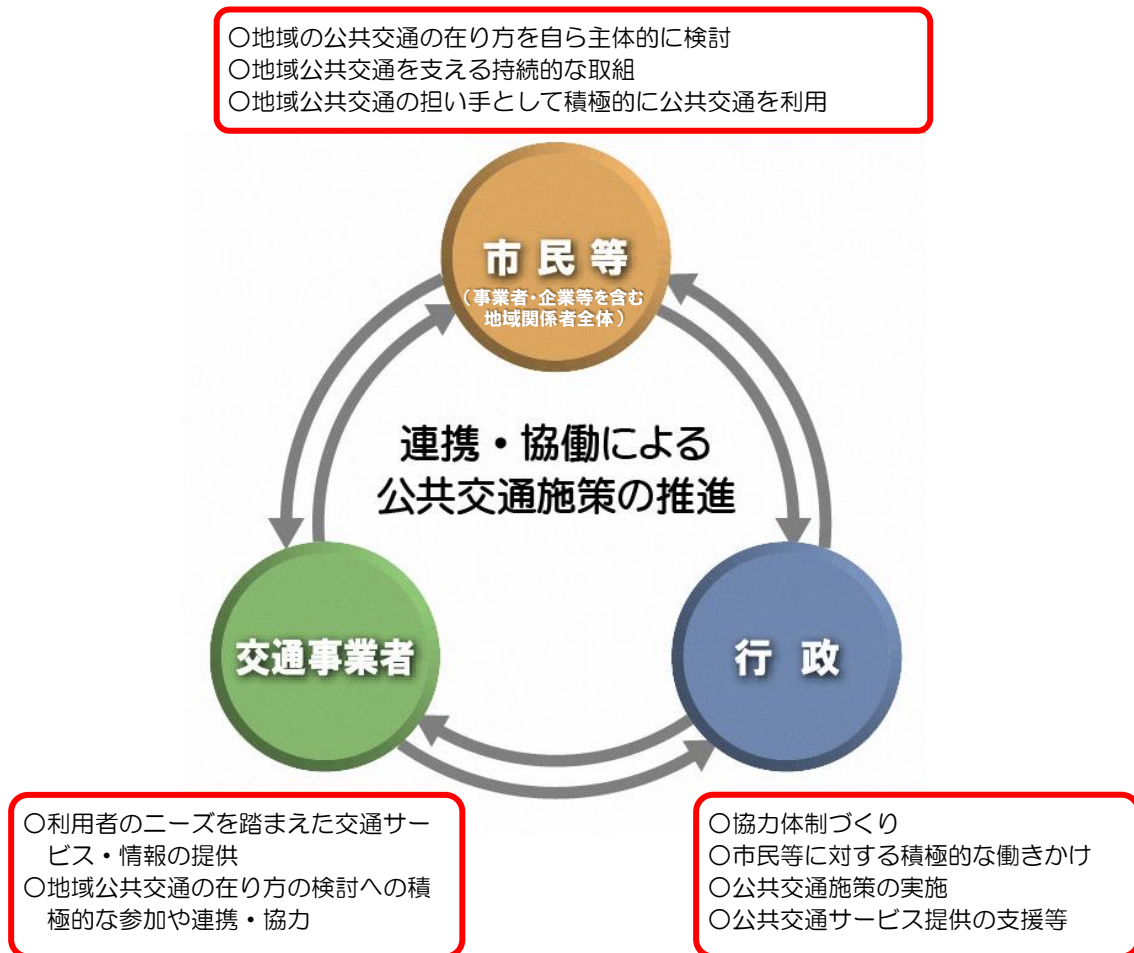 〇地域の公共交通の在り方を自ら主体的に検討
〇地域公共交通を支える持続的な取組
〇地域公共交通の担い手として積極的に公共交通を利用
市民等
（事業者・企業等を含む
地域関係者全体）
連携・協働による
公共交通施策の推進
交通事業者
行政
〇利用者のニーズを踏まえた交通サー
ビス・情報の提供
〇地域公共交通の在り方の検討への積
極的な参加や連携・協力
〇協力体制づくり
〇市民等に対する積極的な働きかけ
〇公共交通施策の実施
〇公共交通サービス提供の支援等